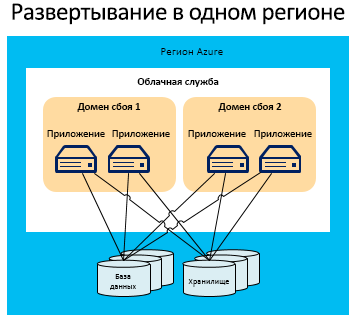 Развертывание в одном регионе
Регион Azure
Облачная служба
Домен сбоя 1
Домен сбоя 2
Приложение
Приложение
Приложение
Приложение
База
данных
Хранилище